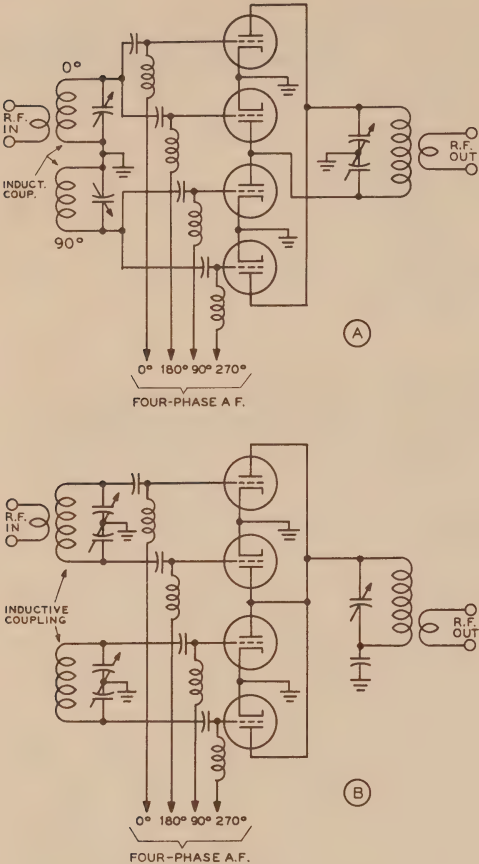 0°
R.F.
IN
INDUCT.
COUP.
90°
R.F.
OUT
A
0° 180° 90° 270°
FOUR-PHASE A F.
R.F.
IN
INDUCTIVE
COUPLING
R.F.
OUT
B
0° 180° 90° 270°
FOUR-PHASE A.F.